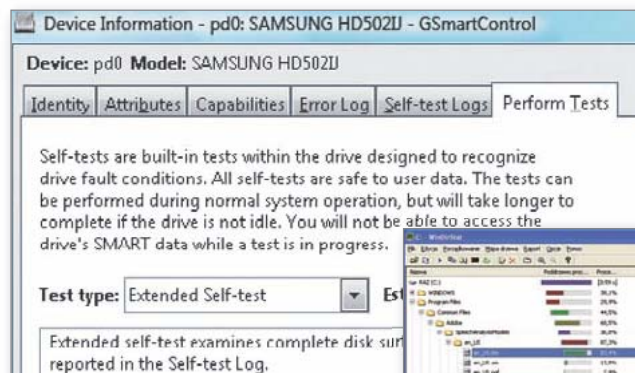 Device Information - pd0: SAMSUNG HD502IJ - GSmartControl
Device: pd0 Model: SAMSUNG HD502IJ
Identity Attributes Capabilities Error Log Self-test Logs Perform Tests
Self-tests are built-in tests within the drive designed to recognize
drive fault conditions. All self-tests are safe to user data. The tests can
be performed during normal system operation, but will take longer to
complete if the drive is not idle. You will not be able to access the
drive's SMART data while a test is in progress.
Test type: Extended Self-test
Extended self-test examines complete disk sur
reported in the Self-test Log.
WinDirStat
RAZ (C:)
WINDOWS
Program Files
Common Files
Adobe
en_US